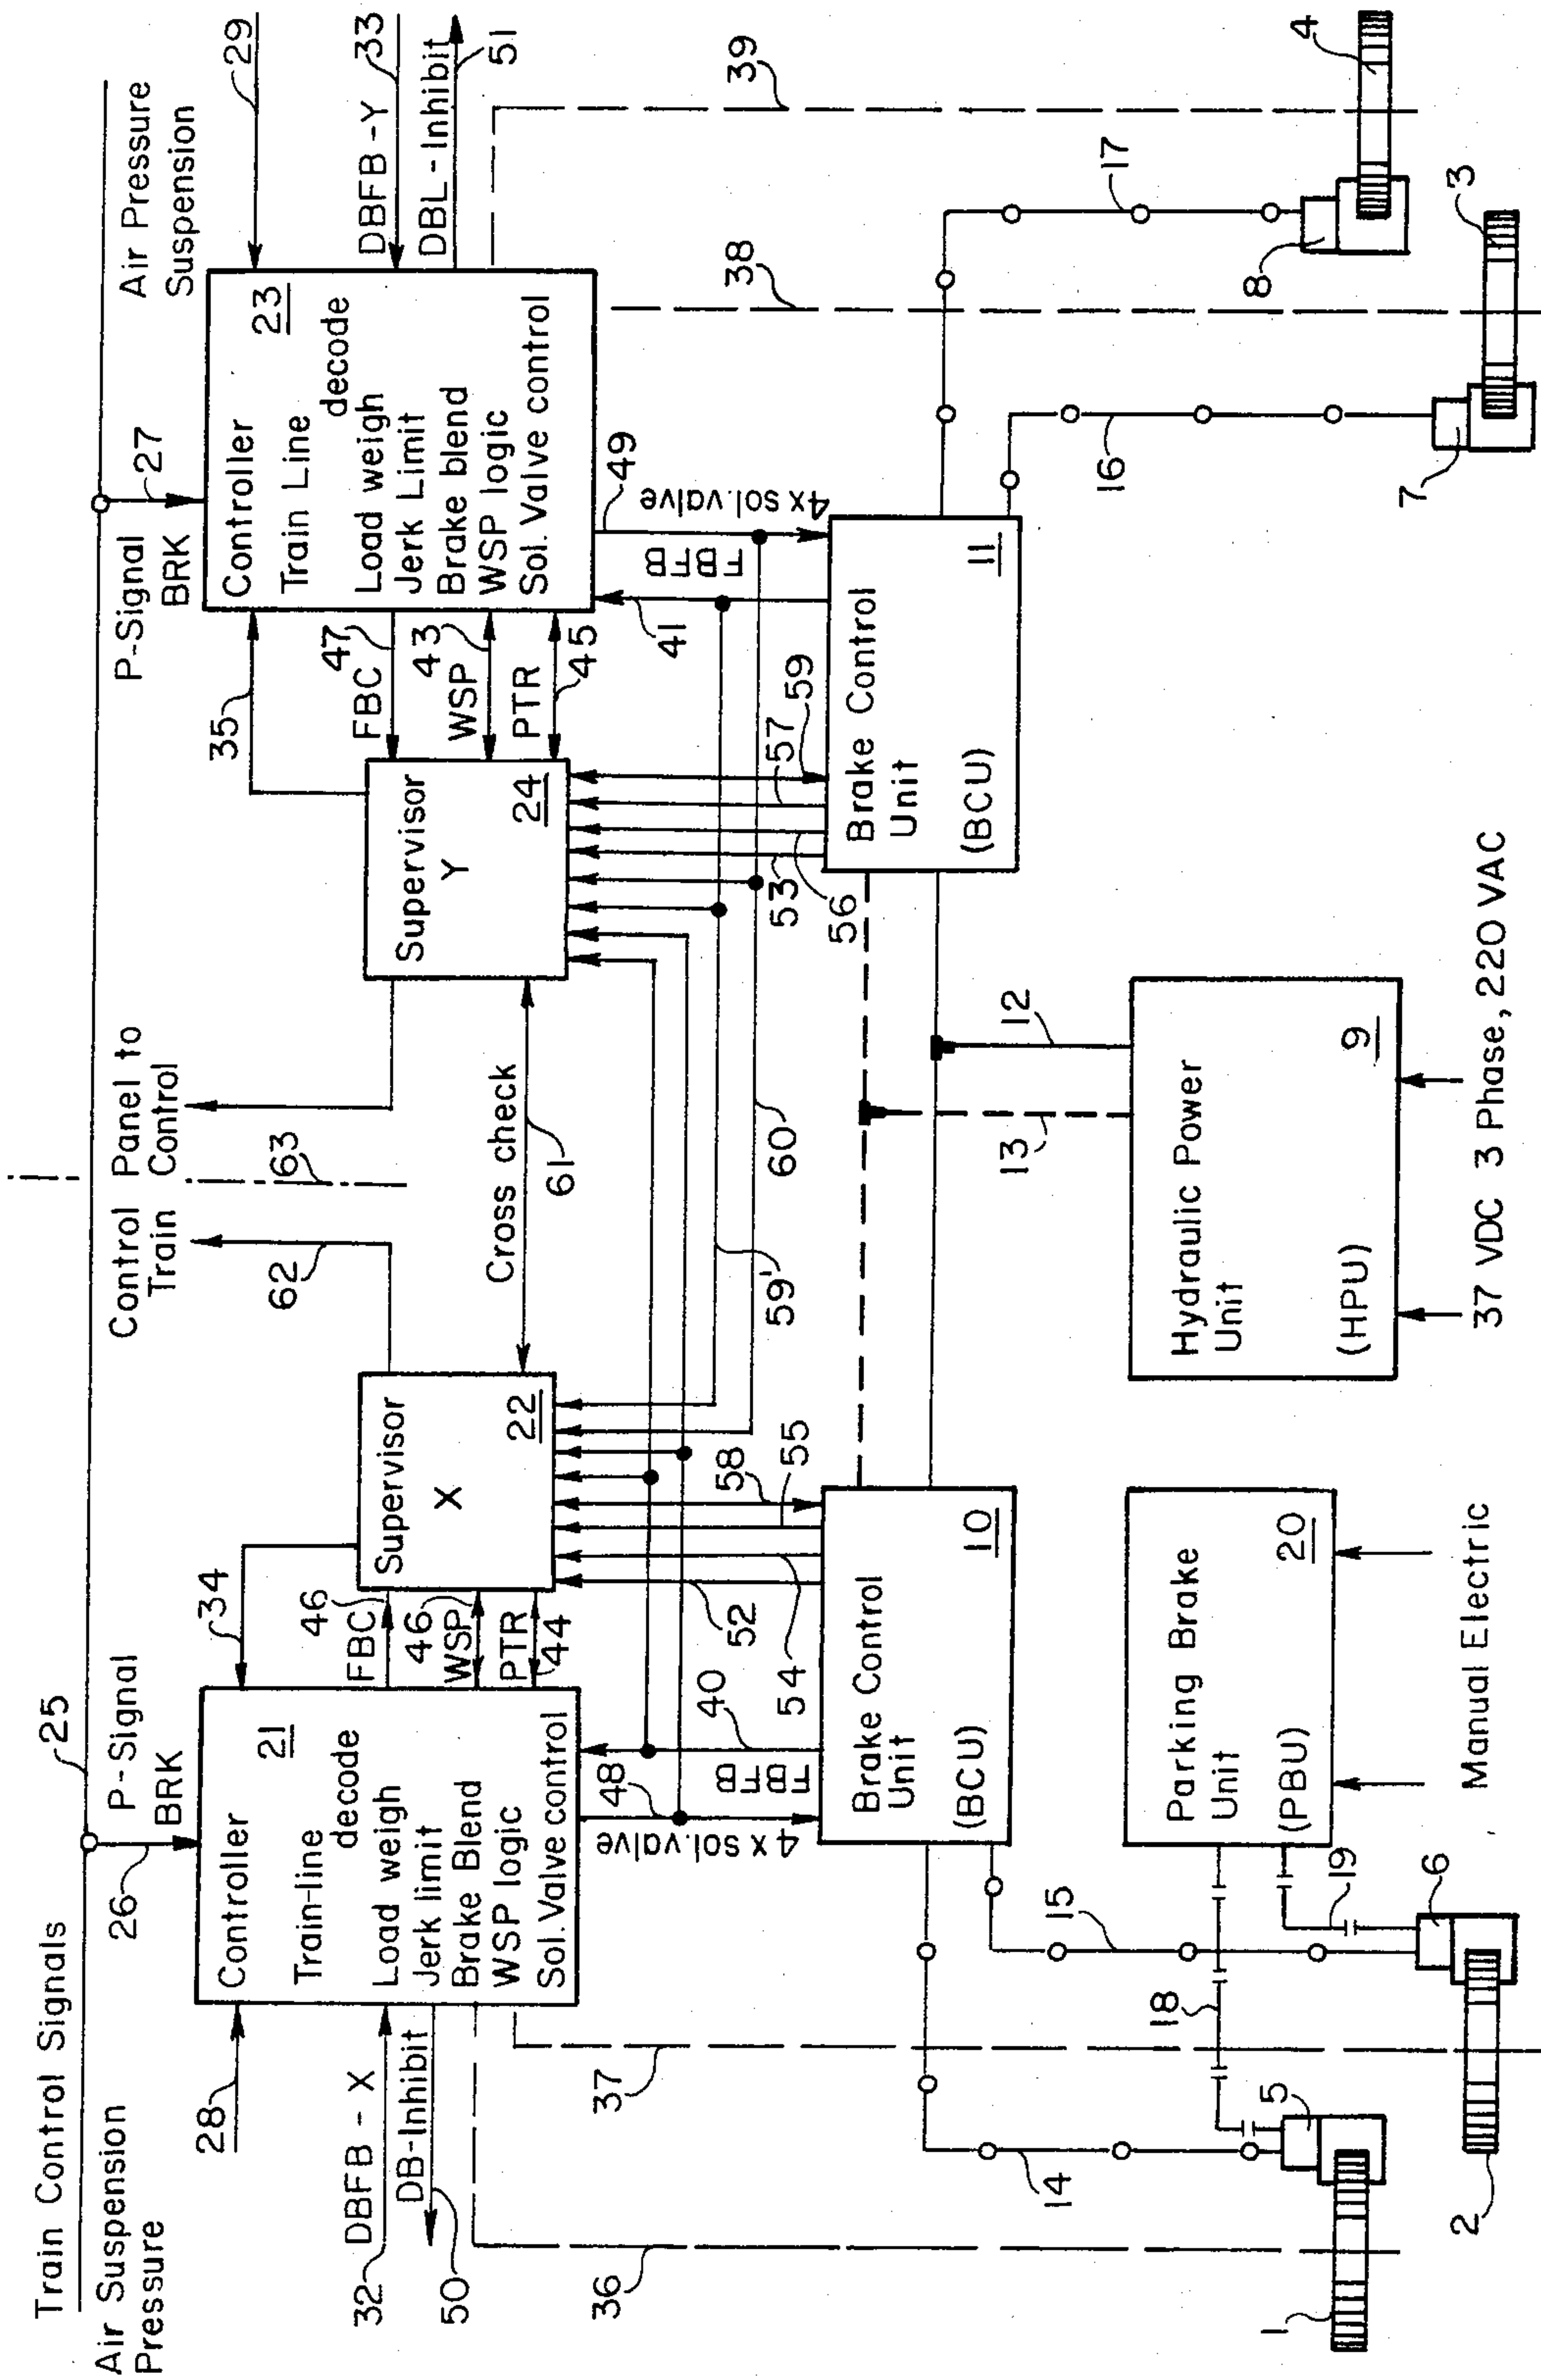 Train Control Signals
25
Air Suspension
Pressure
26
P-Signal
BRK
34
28
Controller
21
Train-line
decode
Load weigh
Jerk limit
Brake Blend
WSP logic
Sol. Valve control
DBFB - X
32
DB-Inhibit
50
46
FBC
46
WSP
PTR
44
Supervisor
X
22
62
Control
Train
63
Panel to
Control
Cross check
61
Supervisor
Y
24
35
P-Signal
BRK
27
47
FBC
43
WSP
PTR
45
Controller
23
Train Line
decode
Load weigh
Jerk Limit
Brake blend
WSP logic
Sol. Valve control
Air Pressure
Suspension
29
DBFB - Y
33
DBL - Inhibit
51
36
37
48
4x sol. valve
FBFB
40
52
54
55
58
59'
60
53
56
57
59
41
FBFB
4x sol. valve
49
38
39
Brake Control
Unit
10
(BCU)
Brake Control
Unit
11
(BCU)
14
15
16
17
Parking Brake
Unit
20
(PBU)
18
19
Manual Electric
Hydraulic Power
Unit
9
(HPU)
13
12
37 VDC 3 Phase, 220 VAC
1
5
2
6
7
3
8
4